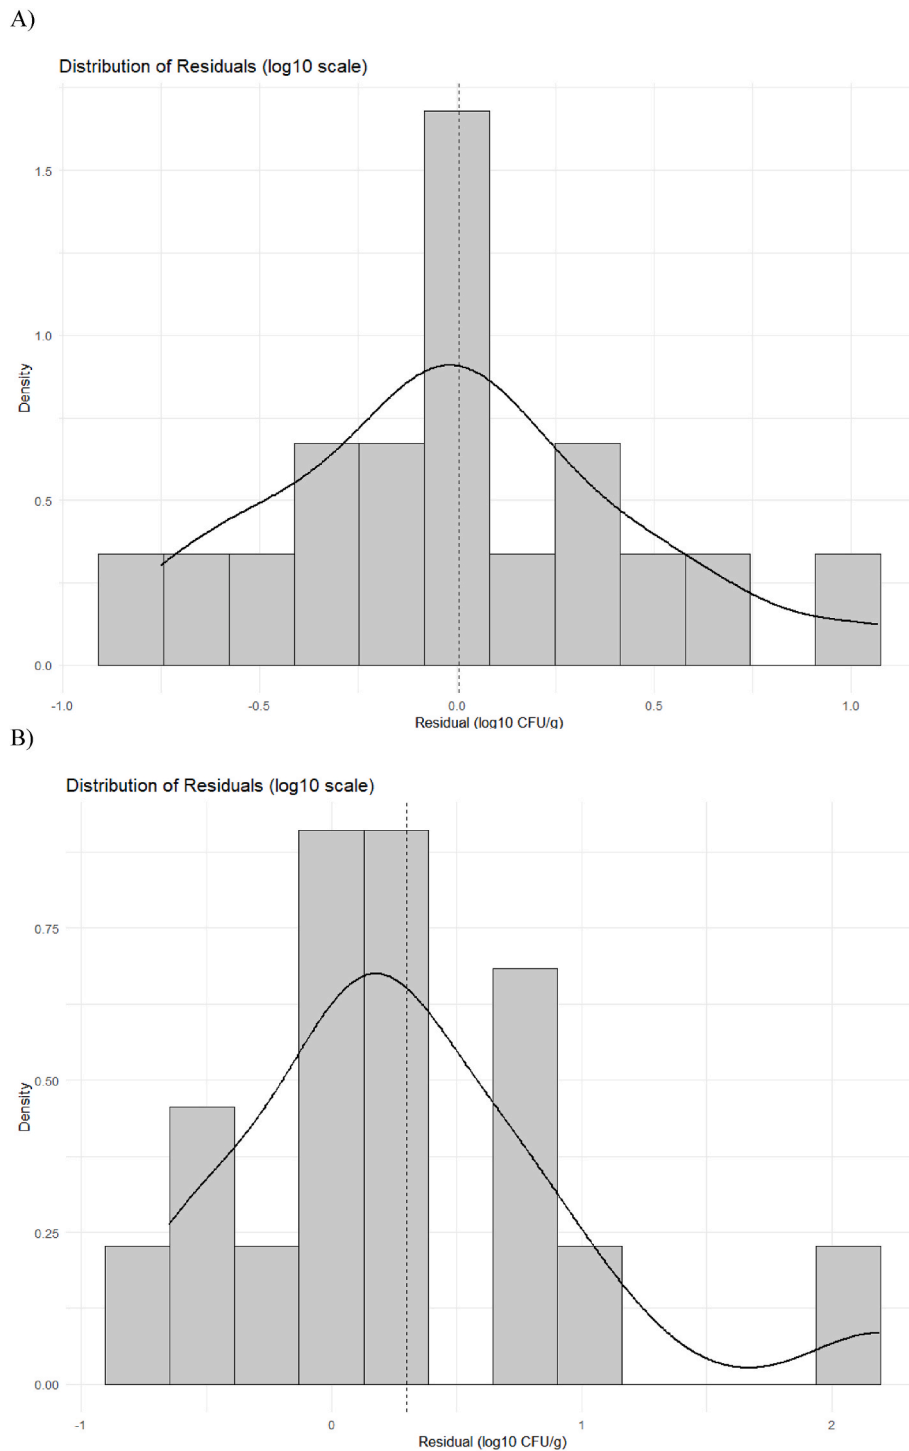 A)
Distribution of Residuals (log10 scale)
1.5
1.0
Density
0.5
0.0
-1.0 -0.5 0.0 0.5 1.0
Residual (log10 CFU/g)
B)
Distribution of Residuals (log10 scale)
0.75
0.50
Density
0.25
0.00
-1 0 1 2
Residual (log10 CFU/g)